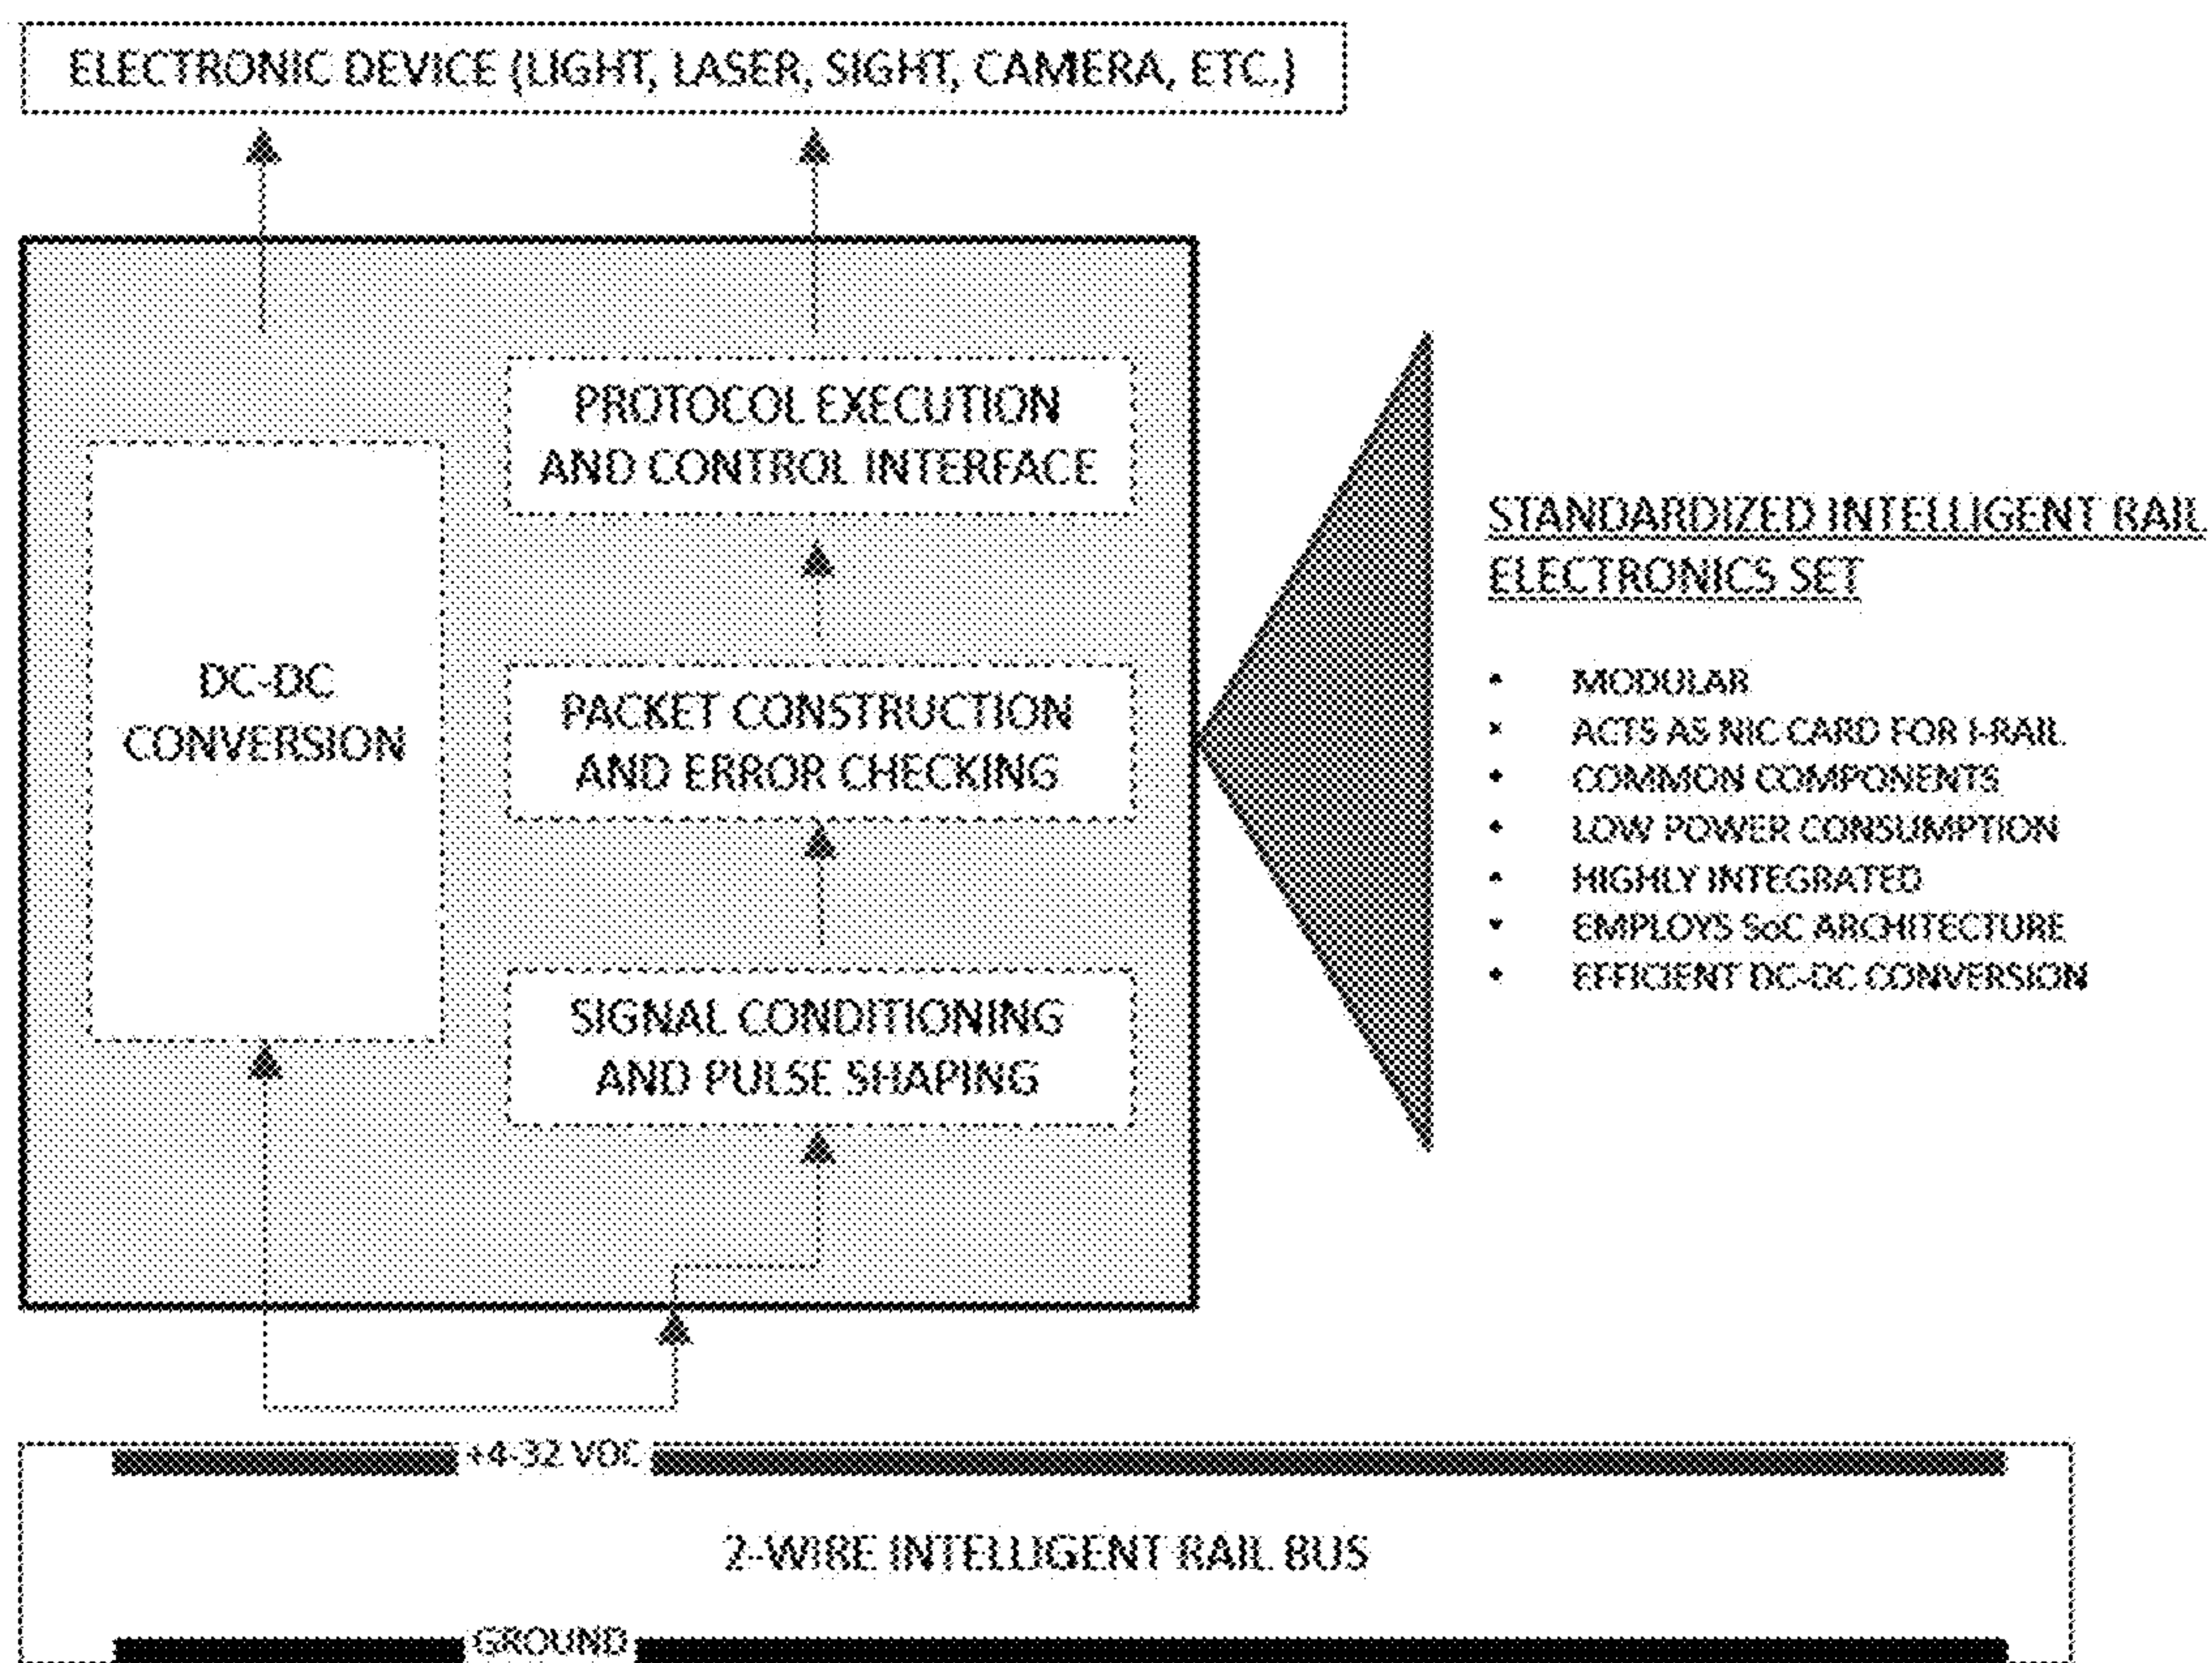 ELECTRONIC DEVICE (LIGHT, LASER, SIGHT, CAMERA, ETC.)
PROTOCOL EXECUTION
AND CONTROL INTERFACE
DC-DC
CONVERSION
PACKET CONSTRUCTION
AND ERROR CHECKING
SIGNAL CONDITIONING
AND PULSE SHAPING
STANDARDIZED INTELLIGENT RAIL
ELECTRONICS SET
MODULAR
ACTS AS NIC CARD FOR I-RAIL
COMMON COMPONENTS
LOW POWER CONSUMPTION
HIGHLY INTEGRATED
EMPLOYS SoC ARCHITECTURE
EFFICIENT DC-DC CONVERSION
+4-32 VDC
2-WIRE INTELLIGENT RAIL BUS
GROUND